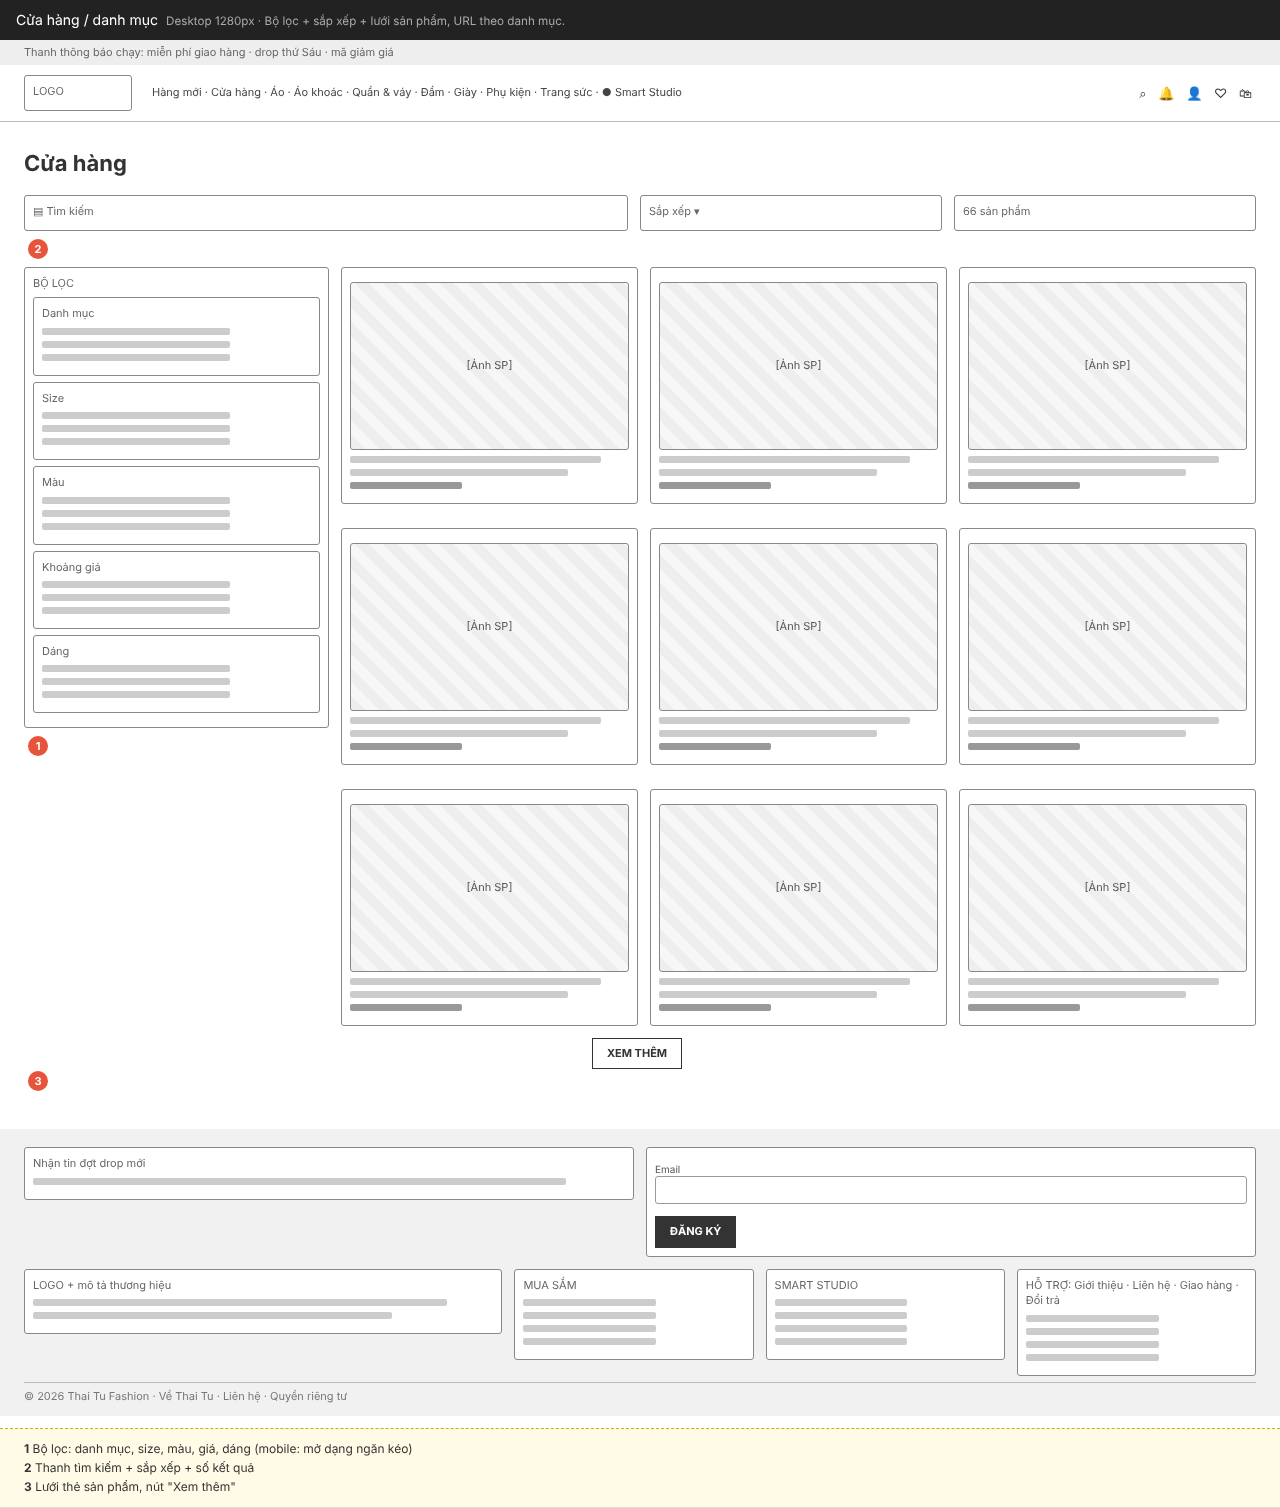 Cửa hàng / danh mục Desktop 1280px · Bộ lọc + sắp xếp + lưới sản phẩm, URL theo danh mục.
Thanh thông báo chạy: miễn phí giao hàng · drop thứ Sáu · mã giảm giá
LOGO
Hàng mới · Cửa hàng · Áo · Áo khoác · Quần & váy · Đầm · Giày · Phụ kiện · Trang sức · ● Smart Studio
Cửa hàng
Tìm kiếm
Sắp xếp ▾
66 sản phẩm
2
BỘ LỌC
Danh mục
Size
Màu
Khoảng giá
Dáng
1
[Ảnh SP]
[Ảnh SP]
[Ảnh SP]
[Ảnh SP]
[Ảnh SP]
[Ảnh SP]
[Ảnh SP]
[Ảnh SP]
[Ảnh SP]
XEM THÊM
3
Nhận tin đợt drop mới
Email
ĐĂNG KÝ
LOGO + mô tả thương hiệu
MUA SẮM
SMART STUDIO
HỖ TRỢ: Giới thiệu · Liên hệ · Giao hàng ·
Đổi trả
© 2026 Thai Tu Fashion · Về Thai Tu · Liên hệ · Quyền riêng tư
1 Bộ lọc: danh mục, size, màu, giá, dáng (mobile: mở dạng ngăn kéo)
2 Thanh tìm kiếm + sắp xếp + số kết quả
3 Lưới thẻ sản phẩm, nút "Xem thêm"